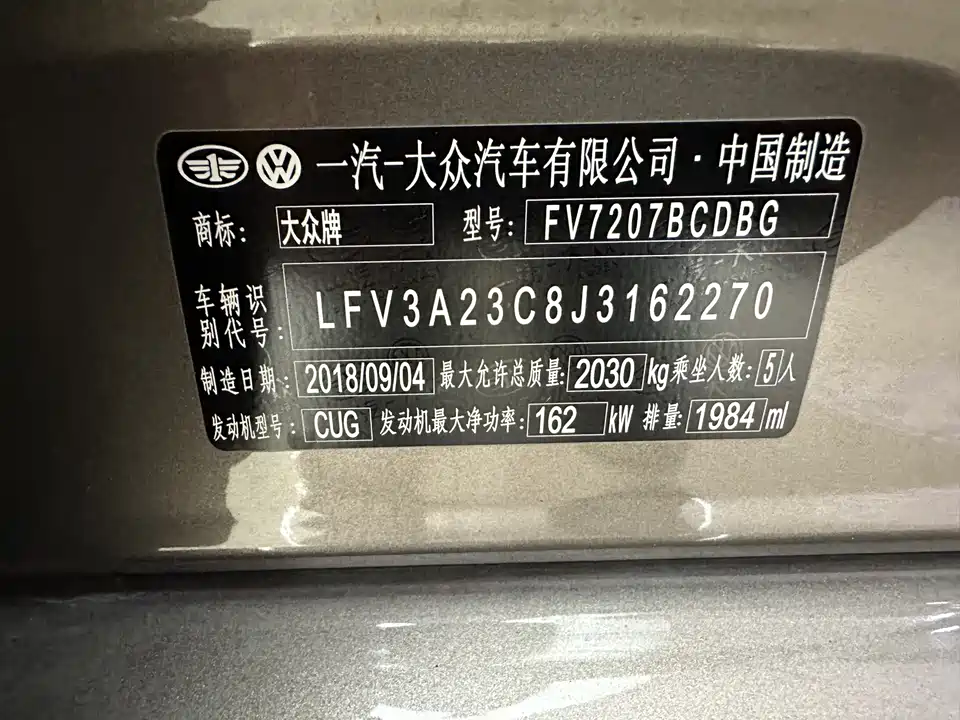 一汽-大众汽车有限公司·中国制造
商标: 大众牌 型号: FV7207BCDBG
车辆识别代号: LFV3A23C8J3162270
制造日期: 2018/09/04 最大允许总质量: 2030 kg 乘坐人数: 5 人
发动机型号: CUG 发动机最大净功率: 162 kW 排量: 1984 ml